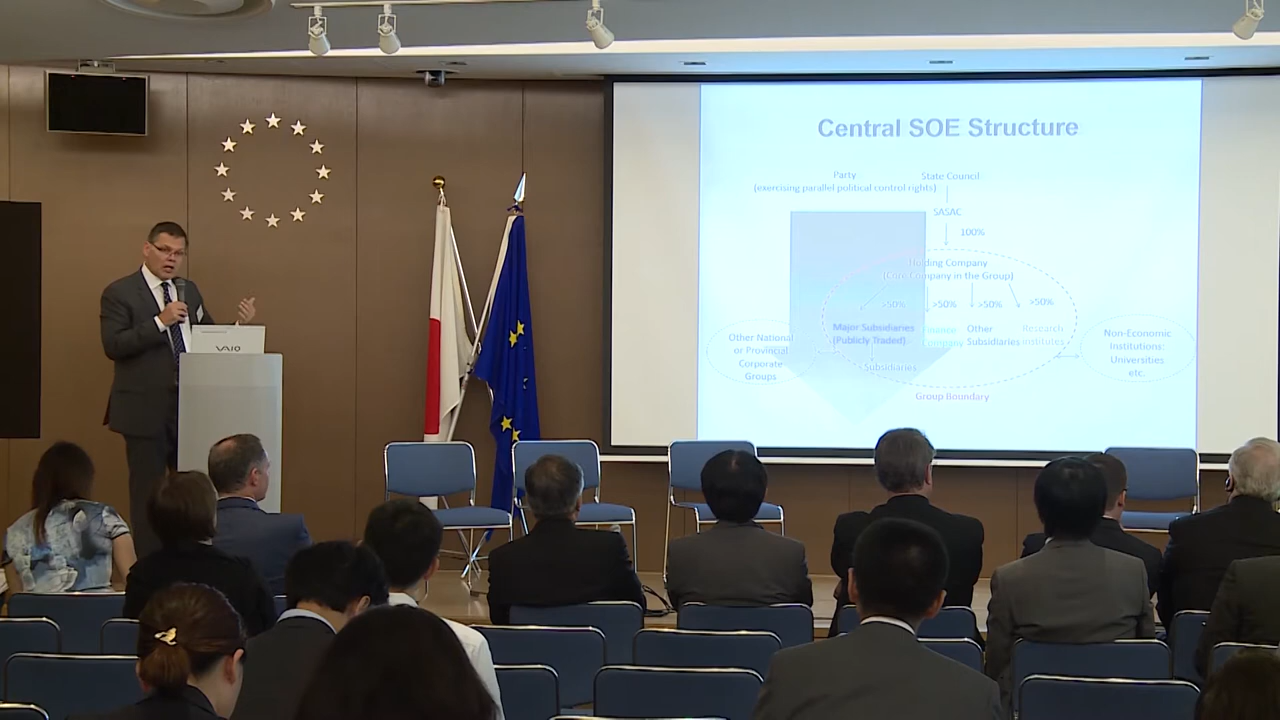 Central SOE Structure
Party
(exercising parallel political control rights)
State Council
SASAC
100%
Holding Company
(Core Company in the Group)
>50%
>50%
>50%
>50%
Major Subsidiaries
(Publicly Traded)
Finance
Company
Other
Subsidiaries
Research
Institutes
Subsidiaries
Other National
or Provincial
Corporate
Groups
Non-Economic
Institutions:
Universities
etc.
Group Boundary
VAIO